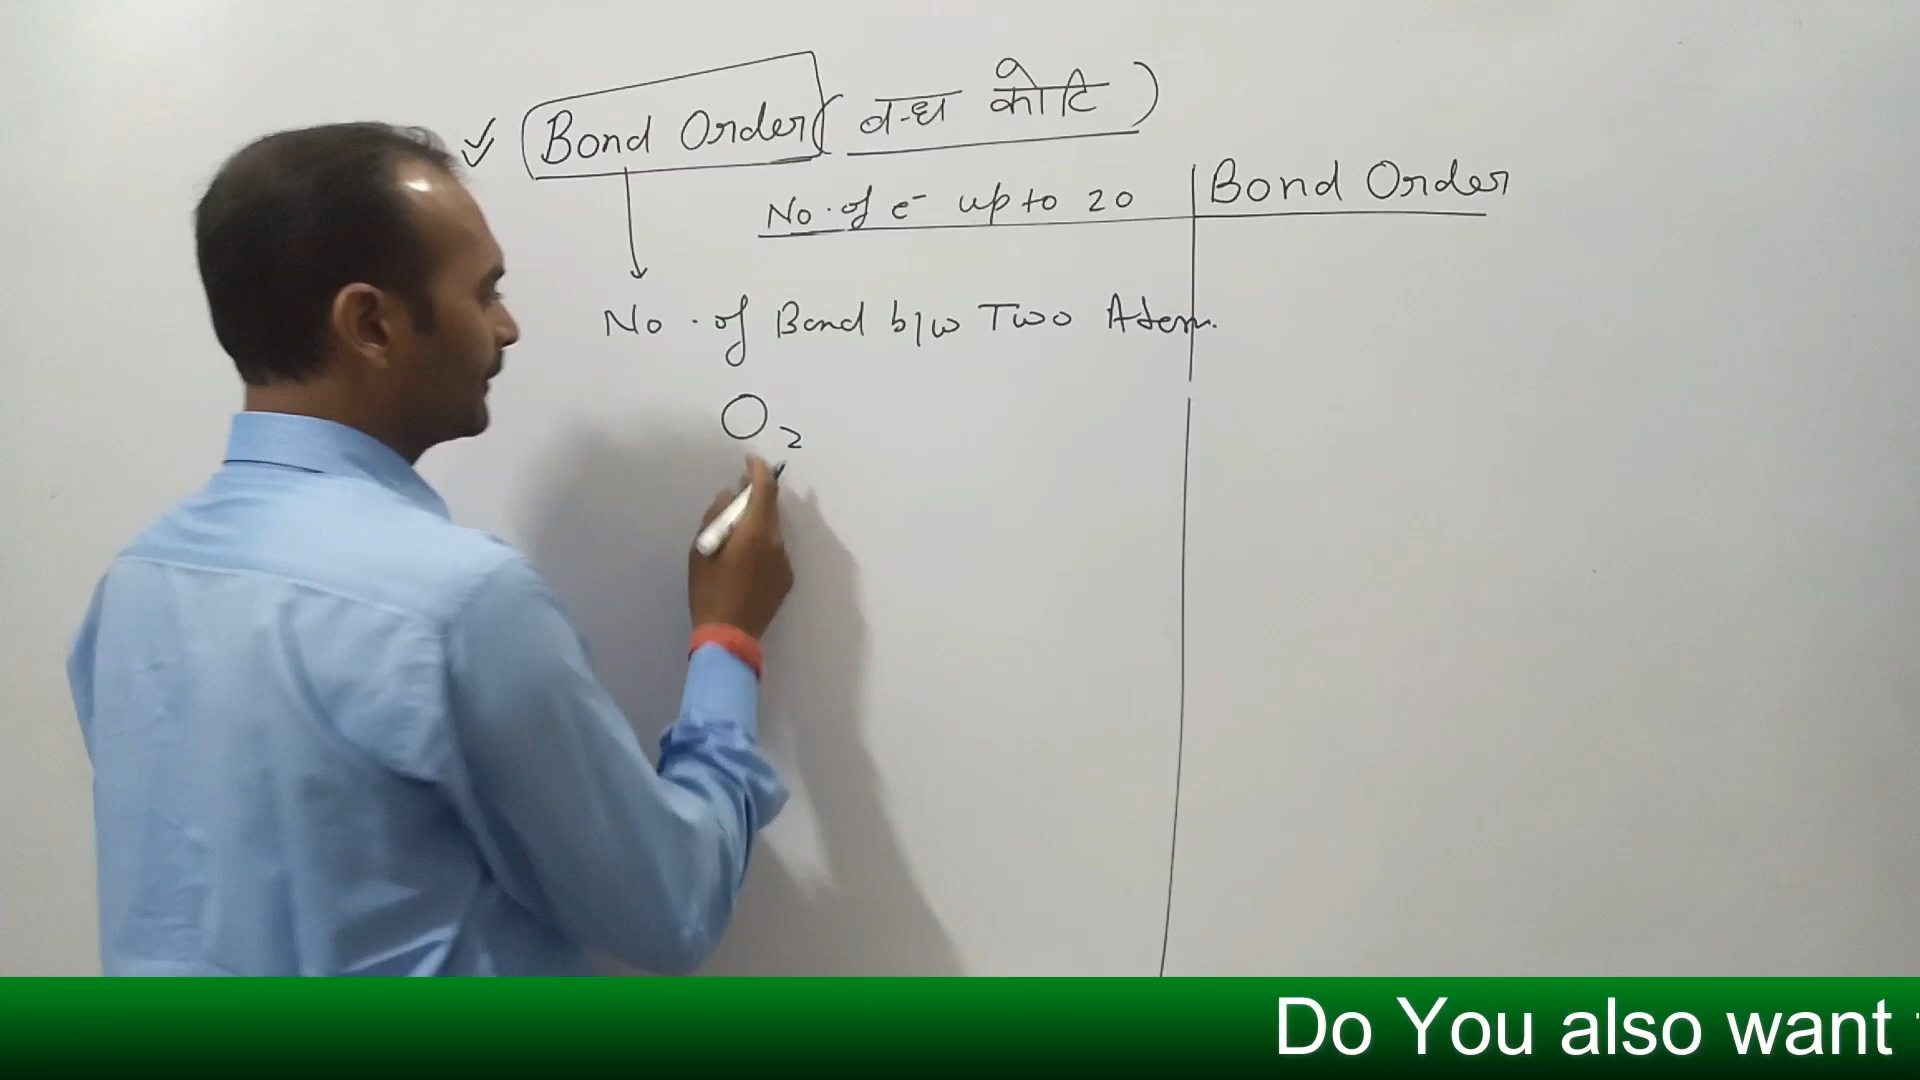 Bond Order (बन्ध कोटि)
No. of e⁻ up to 20 | Bond Order
No. of Bond b/w Two Atom.
O₂
Do You also want